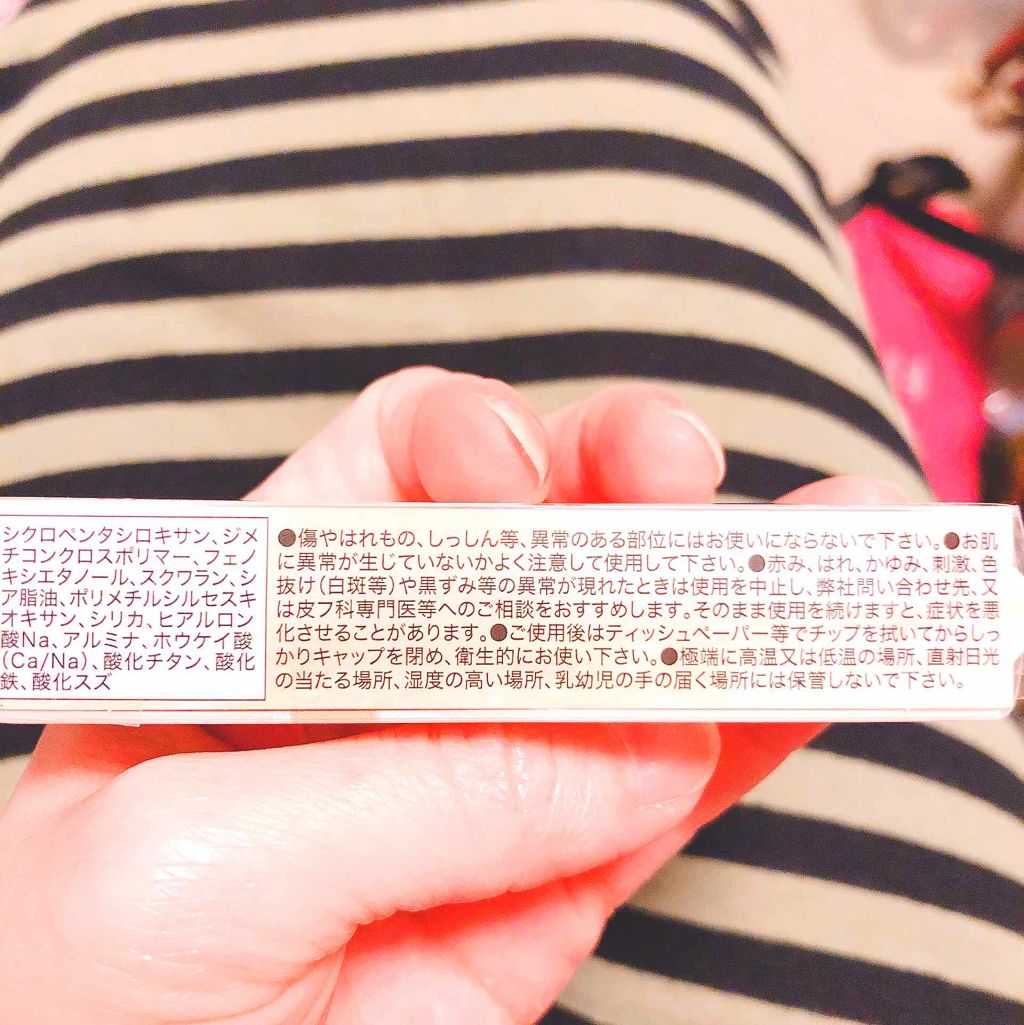 シクロペンタシロキサン、ジメ
チコンクロスポリマー、フェノ
キシエタノール、スクワラン、シ
ア脂油、ポリメチルシルセスキ
オキサン、シリカ、ヒアルロン
酸Na、アルミナ、ホウケイ酸
(Ca/Na)、酸化チタン、酸化
鉄、酸化スズ
●傷やはれもの、しっしん等、異常のある部位にはお使いにならないで下さい。●お肌
に異常が生じていないかよく注意して使用して下さい。●赤み、はれ、かゆみ、刺激、色
抜け(白斑等)や黒ずみ等の異常が現れたときは使用を中止し、弊社問い合わせ先、又
は皮フ科専門医等へのご相談をおすすめします。そのまま使用を続けますと、症状を悪
化させることがあります。●ご使用後はティッシュペーパー等でチップを拭いてからしっ
かりキャップを閉め、衛生的にお使い下さい。●極端に高温又は低温の場所、直射日光
の当たる場所、湿度の高い場所、乳幼児の手の届く場所には保管しないで下さい。